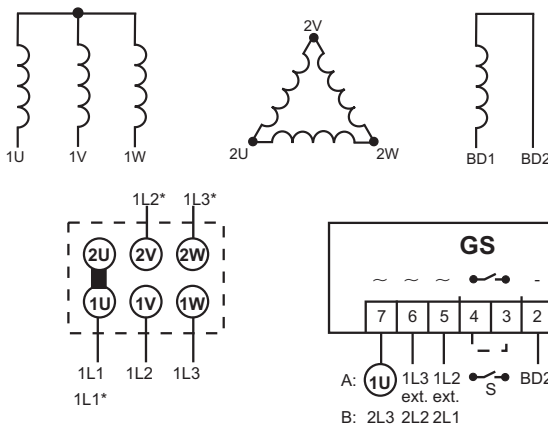 2V
1U 1V 1W
2U 2W
BD1 BD2
1L2* 1L3*
2U 2V 2W
1U 1V 1W
1L1 1L2 1L3
1L1*
GS
~ ~ ~ -
7 6 5 4 3 2
A: 1U 1L3 1L2 S BD2
ext. ext.
B: 2L3 2L2 2L1